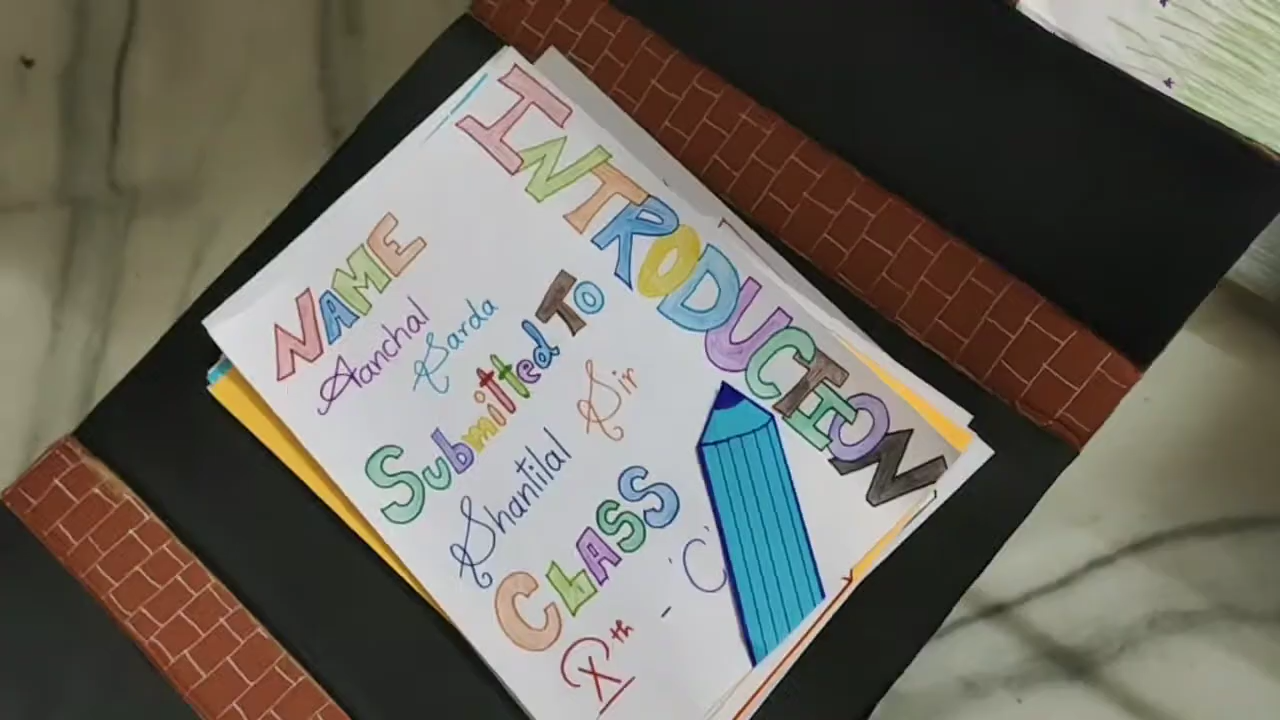 INTRODUCTION
NAME
Aanchal
Sarda
Submitted To
Shantilal Sir
CLASS
Xth - 'C'